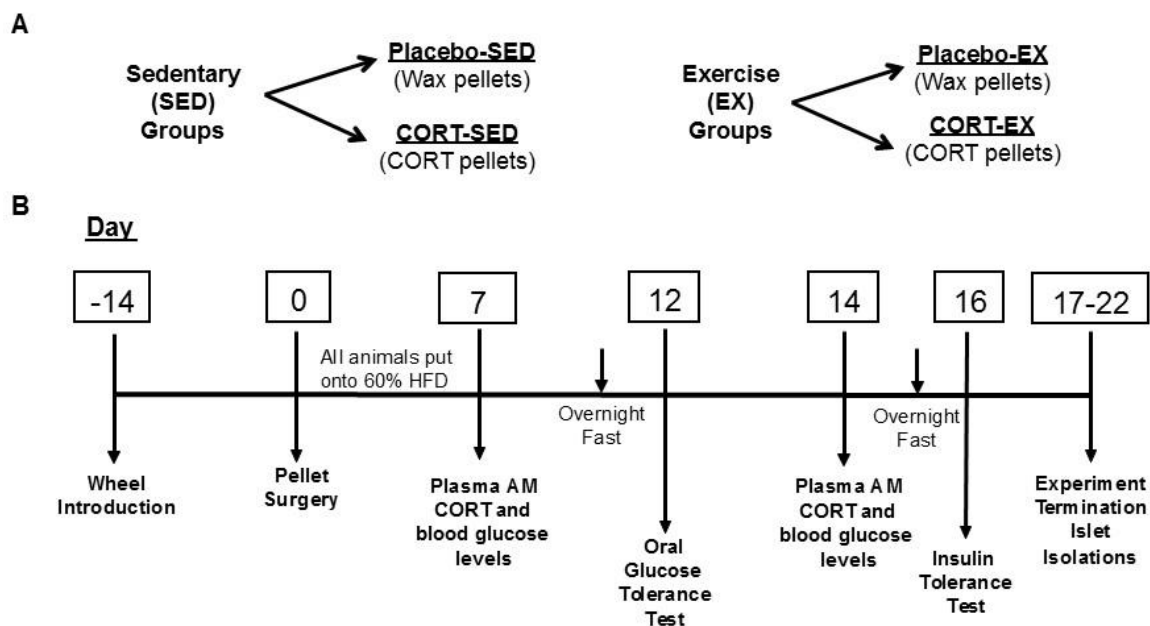 A
Sedentary
(SED)
Groups
Placebo-SED
(Wax pellets)
CORT-SED
(CORT pellets)
Exercise
(EX)
Groups
Placebo-EX
(Wax pellets)
CORT-EX
(CORT pellets)
B
Day
-14
0
7
12
14
16
17-22
All animals put
onto 60% HFD
Overnight
Fast
Overnight
Fast
Wheel
Introduction
Pellet
Surgery
Plasma AM
CORT and
blood glucose
levels
Oral
Glucose
Tolerance
Test
Plasma AM
CORT and
blood glucose
levels
Insulin
Tolerance
Test
Experiment
Termination
Islet
Isolations